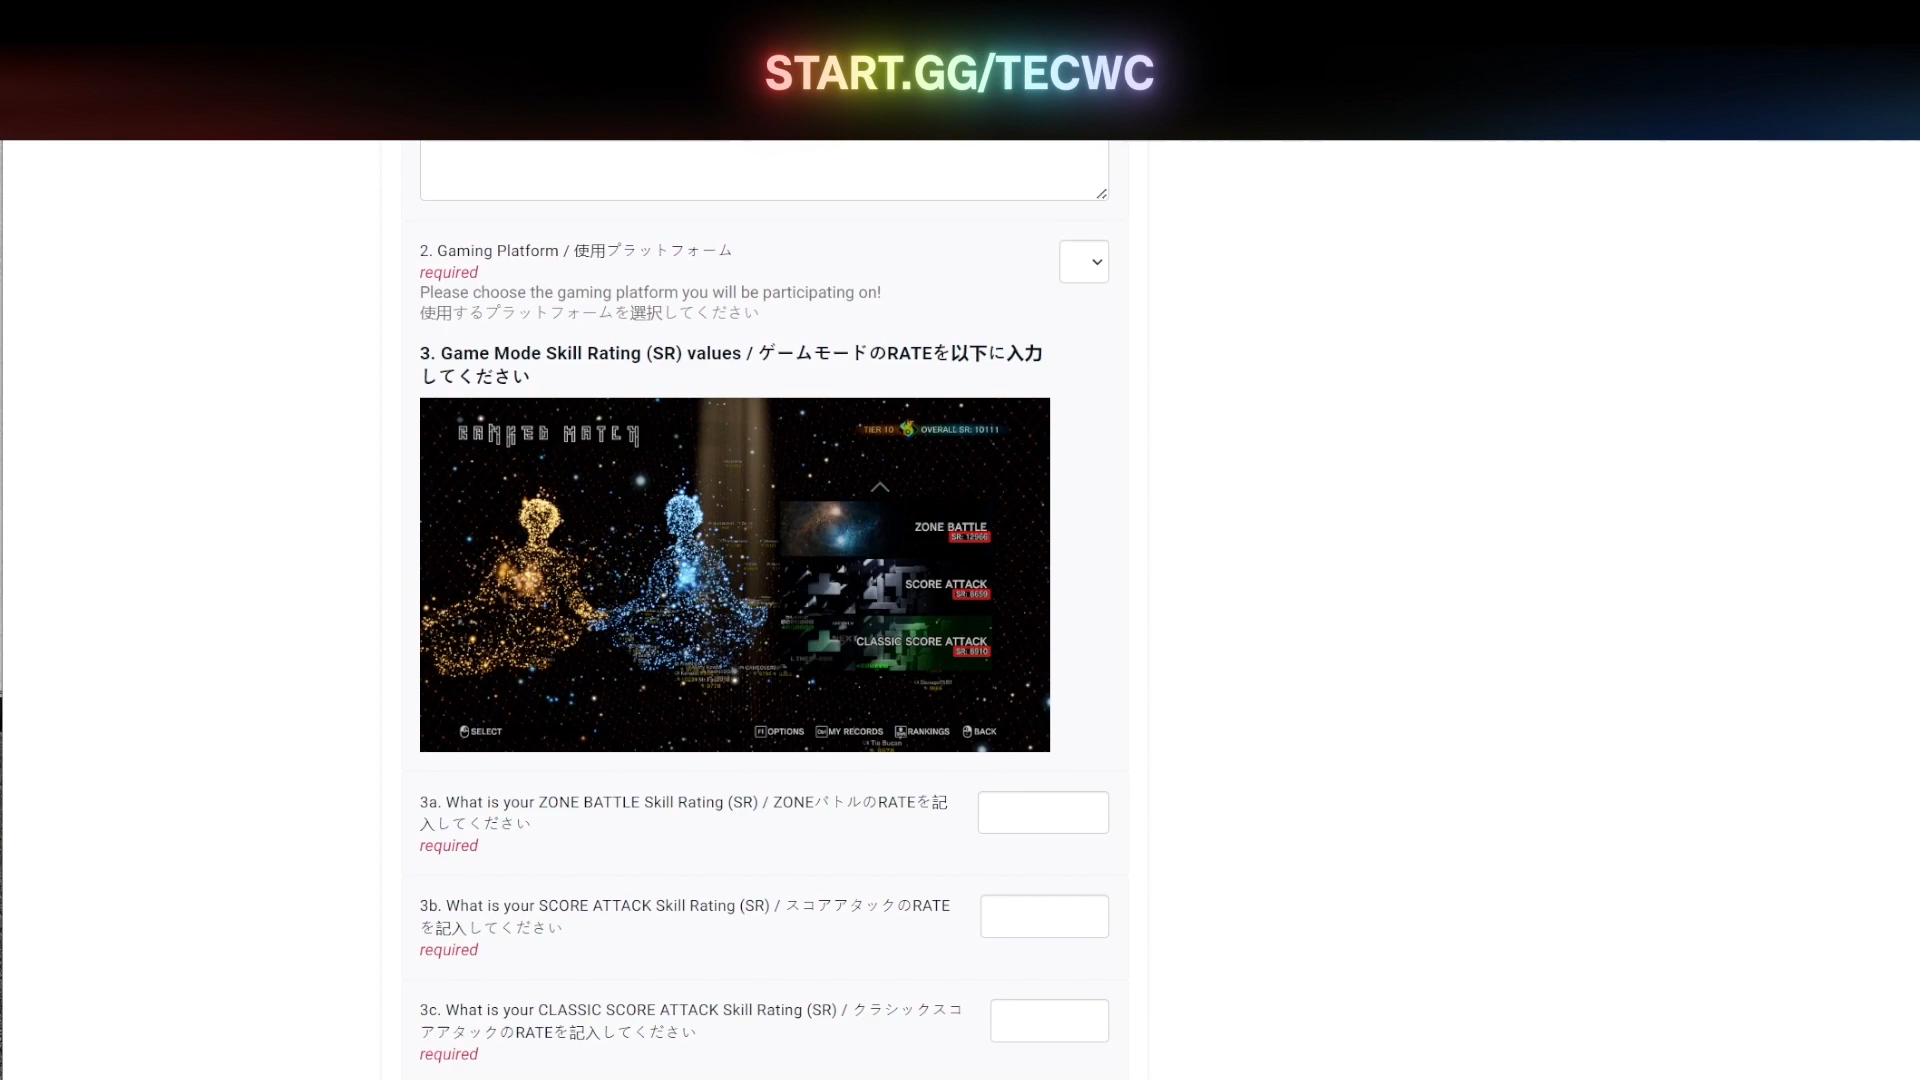 START.GG/TECWC
2. Gaming Platform / 使用プラットフォーム
required
Please choose the gaming platform you will be participating on!
使用するプラットフォームを選択してください
3. Game Mode Skill Rating (SR) values / ゲームモードのRATEを以下に入力
してください
RANKED MATCH
TIER 10
OVERALL SR: 10111
ZONE BATTLE
SR: 12966
SCORE ATTACK
SR: 8659
CLASSIC SCORE ATTACK
SR: 8910
SELECT
F1 OPTIONS
Ctrl MY RECORDS
RANKINGS
BACK
3a. What is your ZONE BATTLE Skill Rating (SR) / ZONEバトルのRATEを記
入してください
required
3b. What is your SCORE ATTACK Skill Rating (SR) / スコアアタックのRATE
を記入してください
required
3c. What is your CLASSIC SCORE ATTACK Skill Rating (SR) / クラシックスコ
アアタックのRATEを記入してください
required